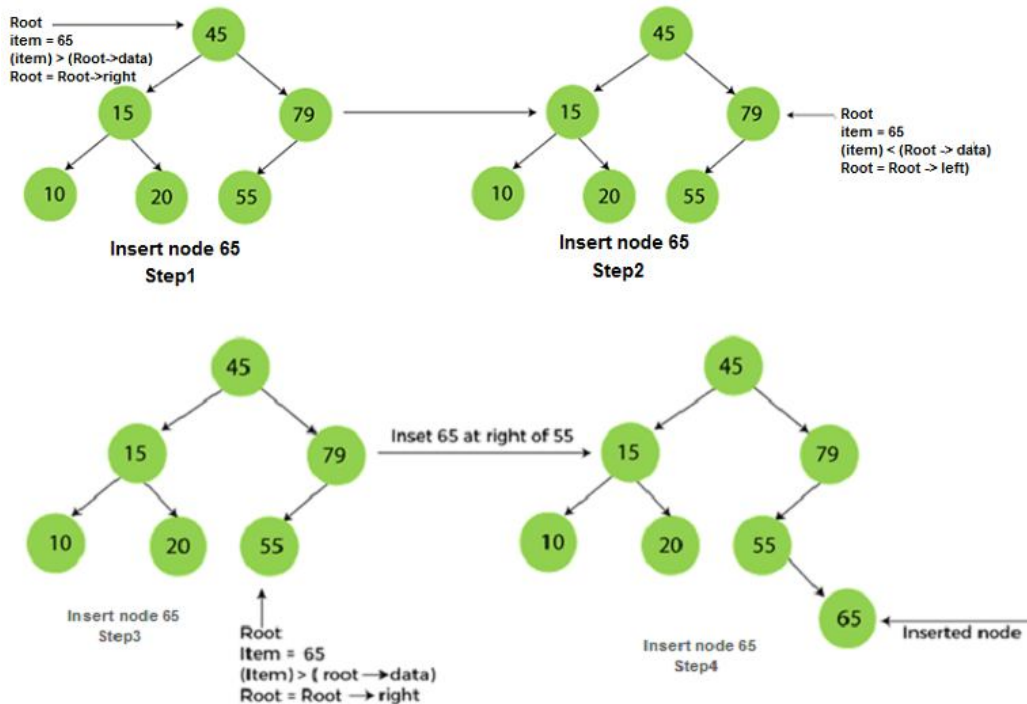 Root
item = 65
(item) > (Root->data)
Root = Root->right
45
15
79
10
20
55
Insert node 65
Step1
45
15
79
10
20
55
Root
item = 65
(item) < (Root -> data)
Root = Root -> left)
Insert node 65
Step2
45
15
79
10
20
55
Insert node 65
Step3
Root
Item = 65
(Item) > ( root →data)
Root = Root → right
Inset 65 at right of 55
45
15
79
10
20
55
65
Inserted node
Insert node 65
Step4